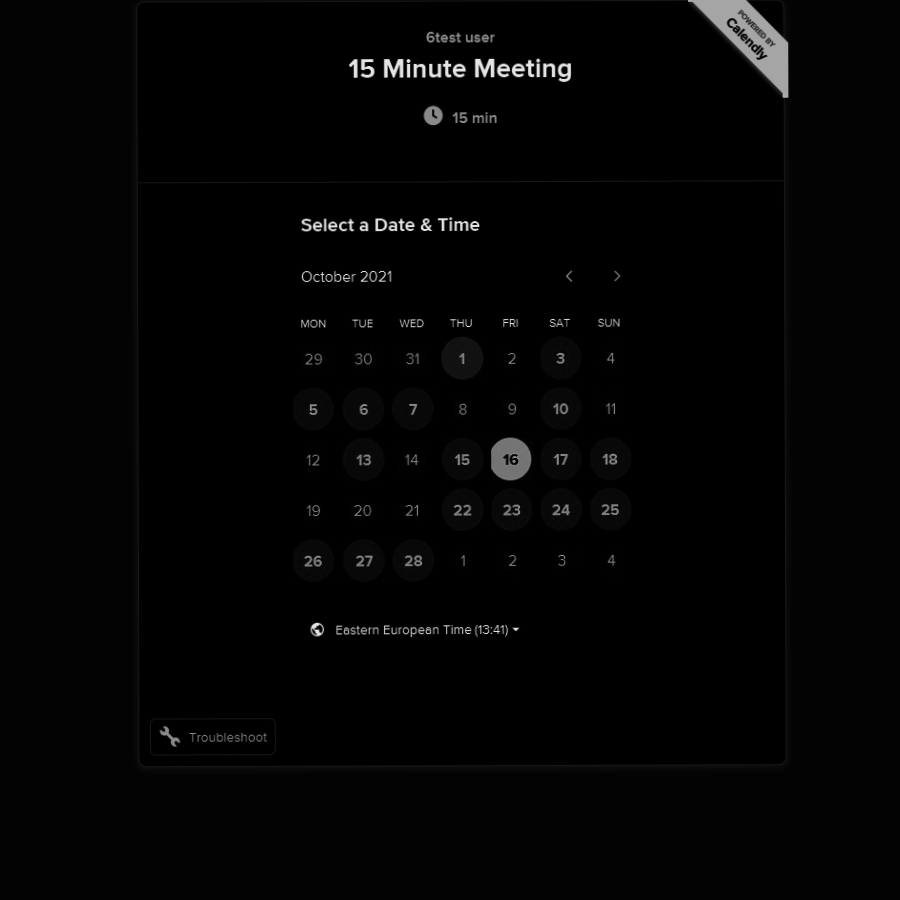 POWERED BY
Calendly
6test user
15 Minute Meeting
15 min
Select a Date & Time
October 2021
MON TUE WED THU FRI SAT SUN
29 30 31 1 2 3 4
5 6 7 8 9 10 11
12 13 14 15 16 17 18
19 20 21 22 23 24 25
26 27 28 1 2 3 4
Eastern European Time (13:41)
Troubleshoot